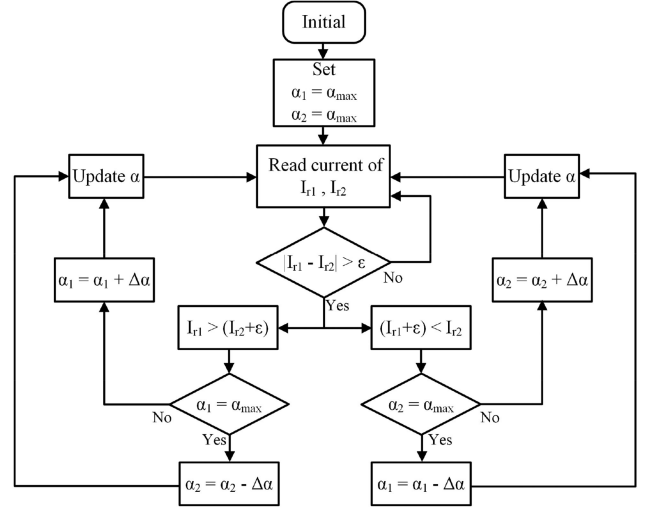 Initial
Set
α₁ = αₘₐₓ
α₂ = αₘₐₓ
Update α
Read current of
Iᵣ₁ , Iᵣ₂
Update α
α₁ = α₁ + Δα
|Iᵣ₁ - Iᵣ₂| > ε
No
α₂ = α₂ + Δα
Yes
Iᵣ₁ > (Iᵣ₂+ε)
(Iᵣ₁+ε) < Iᵣ₂
No
α₁ = αₘₐₓ
α₂ = αₘₐₓ
No
Yes
Yes
α₂ = α₂ - Δα
α₁ = α₁ - Δα